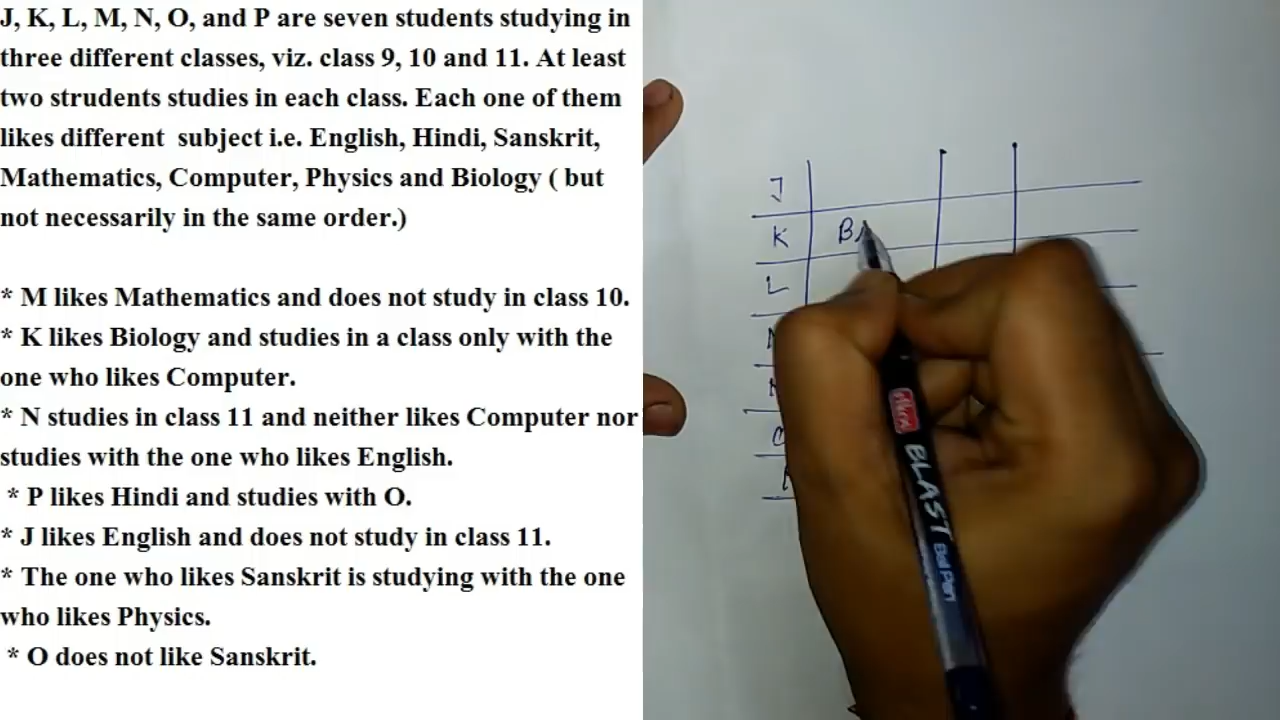 J, K, L, M, N, O, and P are seven students studying in
three different classes, viz. class 9, 10 and 11. At least
two strudents studies in each class. Each one of them
likes different subject i.e. English, Hindi, Sanskrit,
Mathematics, Computer, Physics and Biology ( but
not necessarily in the same order.)
* M likes Mathematics and does not study in class 10.
* K likes Biology and studies in a class only with the
one who likes Computer.
* N studies in class 11 and neither likes Computer nor
studies with the one who likes English.
* P likes Hindi and studies with O.
* J likes English and does not study in class 11.
* The one who likes Sanskrit is studying with the one
who likes Physics.
* O does not like Sanskrit.
J
K
L
BLAST
Ball Pen